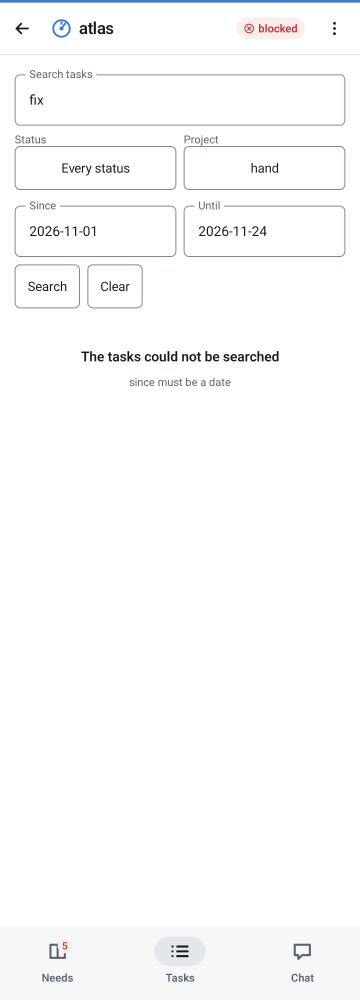 atlas
blocked
Search tasks
fix
Status
Project
Every status
hand
Since
Until
2026-11-01
2026-11-24
Search
Clear
The tasks could not be searched
since must be a date
5
Needs
Tasks
Chat